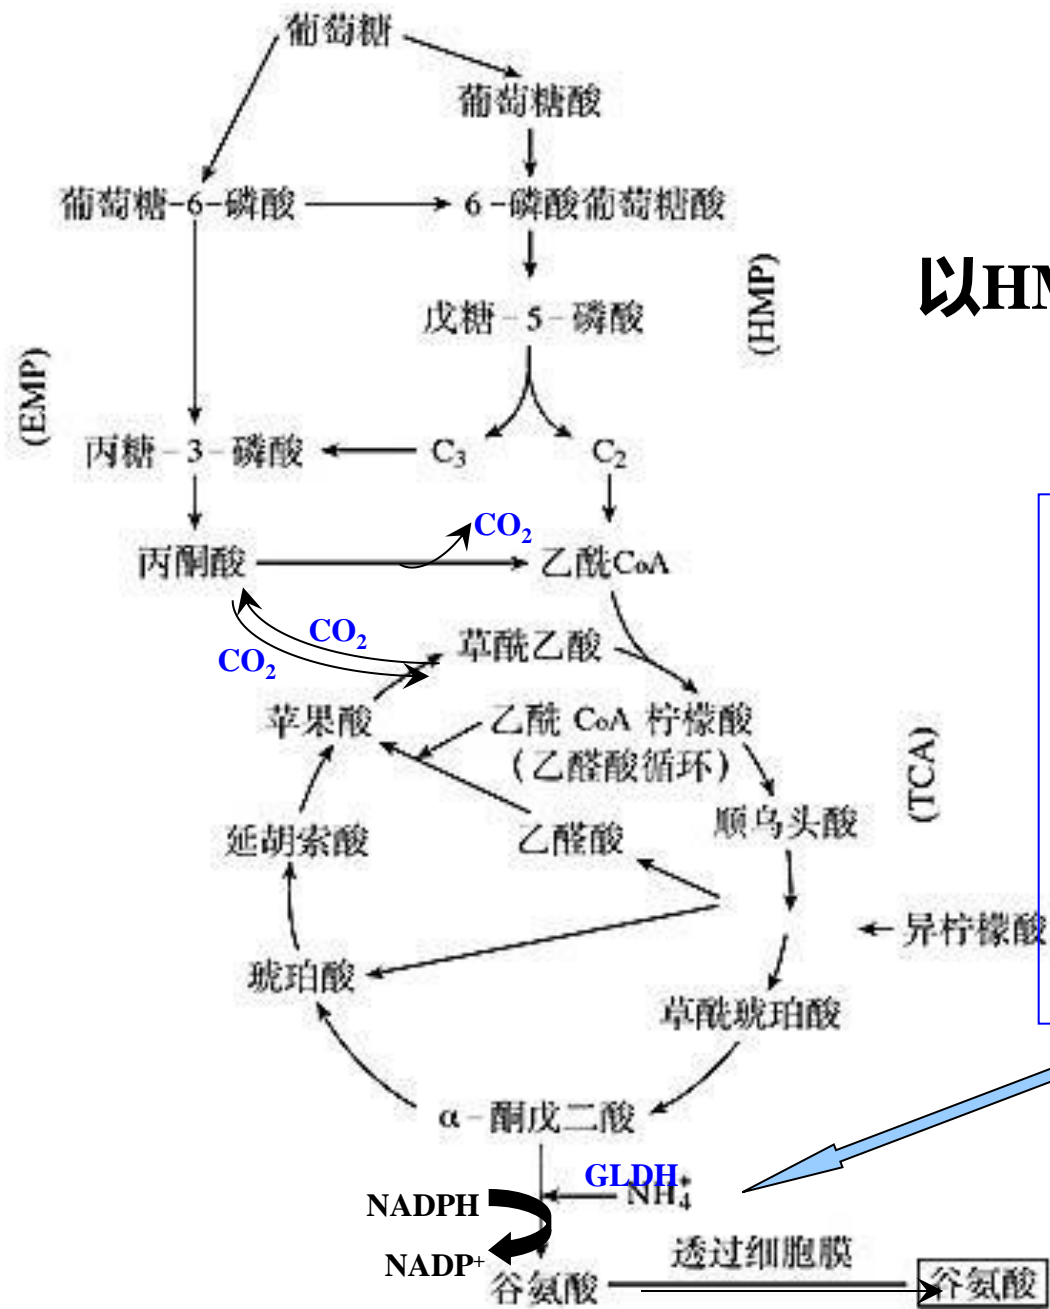 葡萄糖
葡萄糖酸
葡萄糖-6-磷酸
6-磷酸葡萄糖酸
(HMP)
以HM
戊糖-5-磷酸
(EMP)
丙糖-3-磷酸
C₃
C₂
CO₂
丙酮酸
乙酰CoA
CO₂
CO₂
草酰乙酸
苹果酸
乙酰 CoA
柠檬酸
(乙醛酸循环)
(TCA)
顺乌头酸
延胡索酸
乙醛酸
异柠檬酸
琥珀酸
草酰琥珀酸
α-酮戊二酸
GLDH
NH₄⁺
NADPH
NADP⁺
透过细胞膜
谷氨酸
谷氨酸